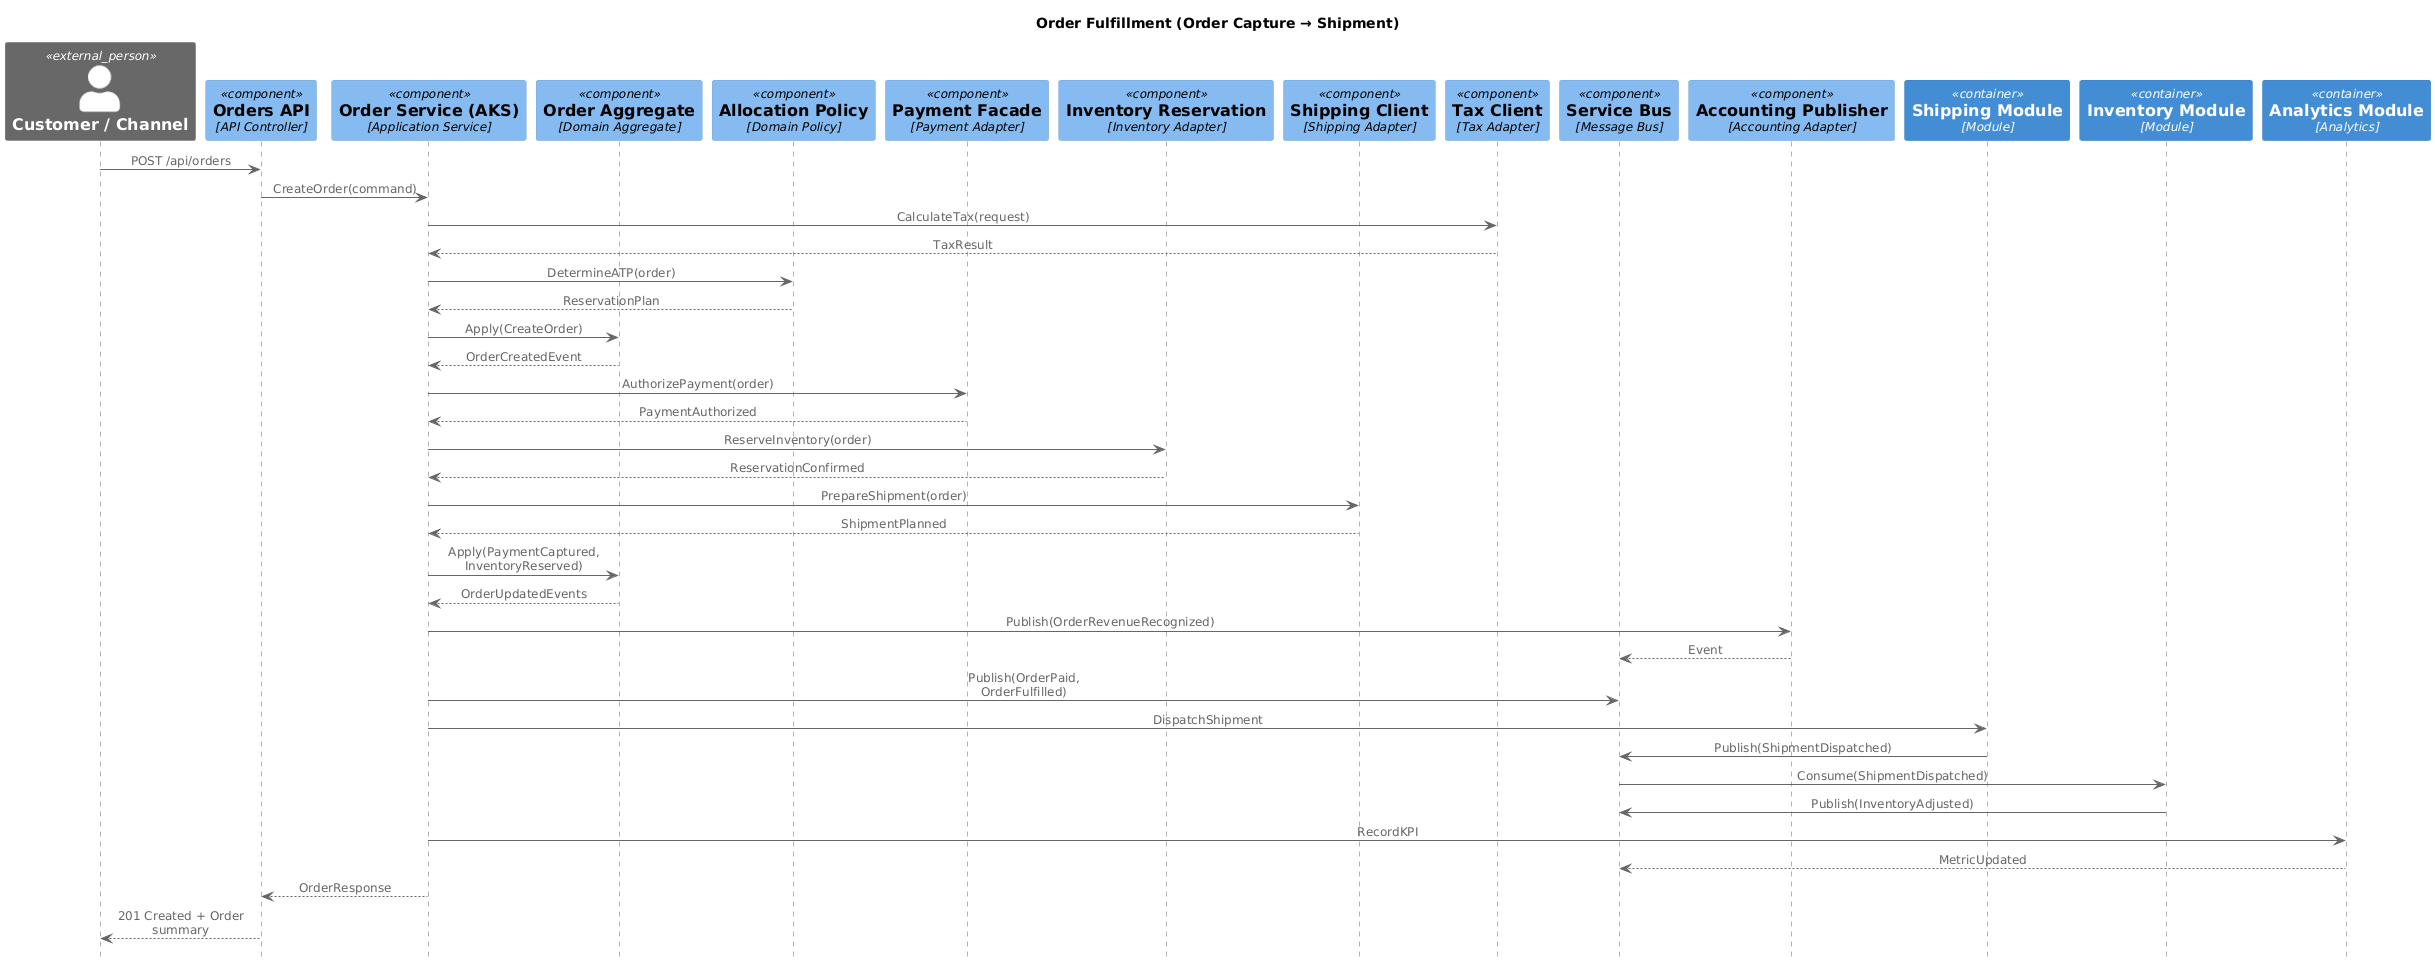 Order Fulfillment (Order Capture → Shipment)
«external_person»
Customer / Channel
«component»
Orders API
[API Controller]
«component»
Order Service (AKS)
[Application Service]
«component»
Order Aggregate
[Domain Aggregate]
«component»
Allocation Policy
[Domain Policy]
«component»
Payment Facade
[Payment Adapter]
«component»
Inventory Reservation
[Inventory Adapter]
«component»
Shipping Client
[Shipping Adapter]
«component»
Tax Client
[Tax Adapter]
«component»
Service Bus
[Message Bus]
«component»
Accounting Publisher
[Accounting Adapter]
«container»
Shipping Module
[Module]
«container»
Inventory Module
[Module]
«container»
Analytics Module
[Analytics]
POST /api/orders
CreateOrder(command)
CalculateTax(request)
TaxResult
DetermineATP(order)
ReservationPlan
Apply(CreateOrder)
OrderCreatedEvent
AuthorizePayment(order)
PaymentAuthorized
ReserveInventory(order)
ReservationConfirmed
PrepareShipment(order)
ShipmentPlanned
Apply(PaymentCaptured,
InventoryReserved)
OrderUpdatedEvents
Publish(OrderRevenueRecognized)
Event
Publish(OrderPaid,
OrderFulfilled)
DispatchShipment
Publish(ShipmentDispatched)
Consume(ShipmentDispatched)
Publish(InventoryAdjusted)
RecordKPI
MetricUpdated
OrderResponse
201 Created + Order
summary